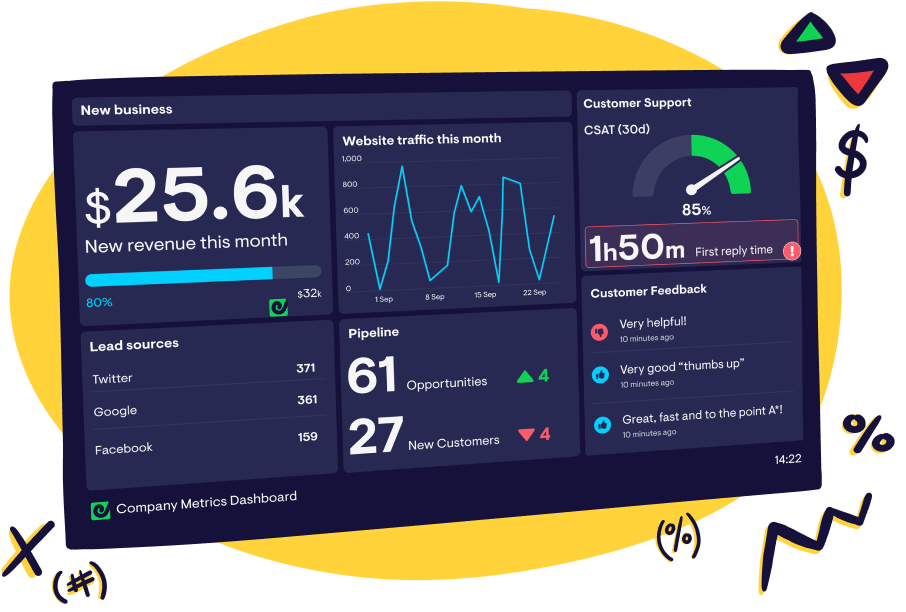 New business
$25.6k
New revenue this month
80%
$32k
Website traffic this month
1,000
800
600
400
200
0
1 Sep
8 Sep
15 Sep
22 Sep
Customer Support
CSAT (30d)
85%
1h50m First reply time !
Lead sources
Twitter 371
Google 361
Facebook 159
Pipeline
61 Opportunities 4
27 New Customers 4
Customer Feedback
Very helpful!
10 minutes ago
Very good “thumbs up”
10 minutes ago
Great, fast and to the point A*!
10 minutes ago
14:22
Company Metrics Dashboard
$
%
(%)
X
(#)